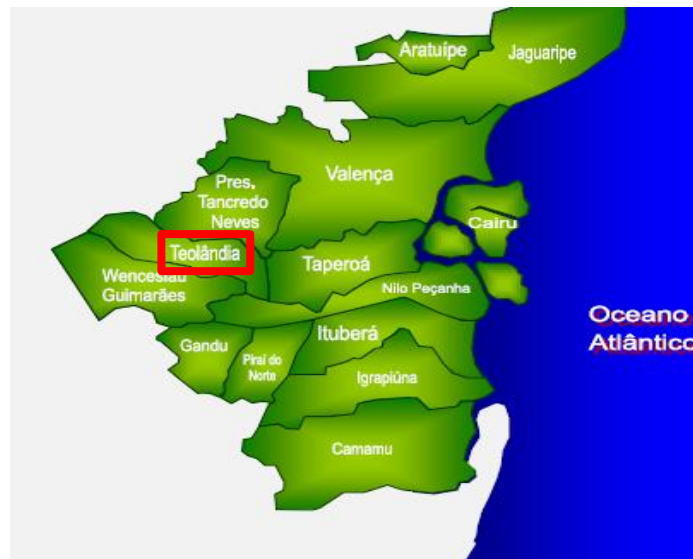 Aratuípe
Jaguaripe
Valença
Pres.
Tancredo
Neves
Cairu
Teolândia
Taperoá
Wenceslau
Guimarães
Nilo Peçanha
Oceano
Atlântico
Ituberá
Gandu
Piraí do
Norte
Igrapiúna
Camamu